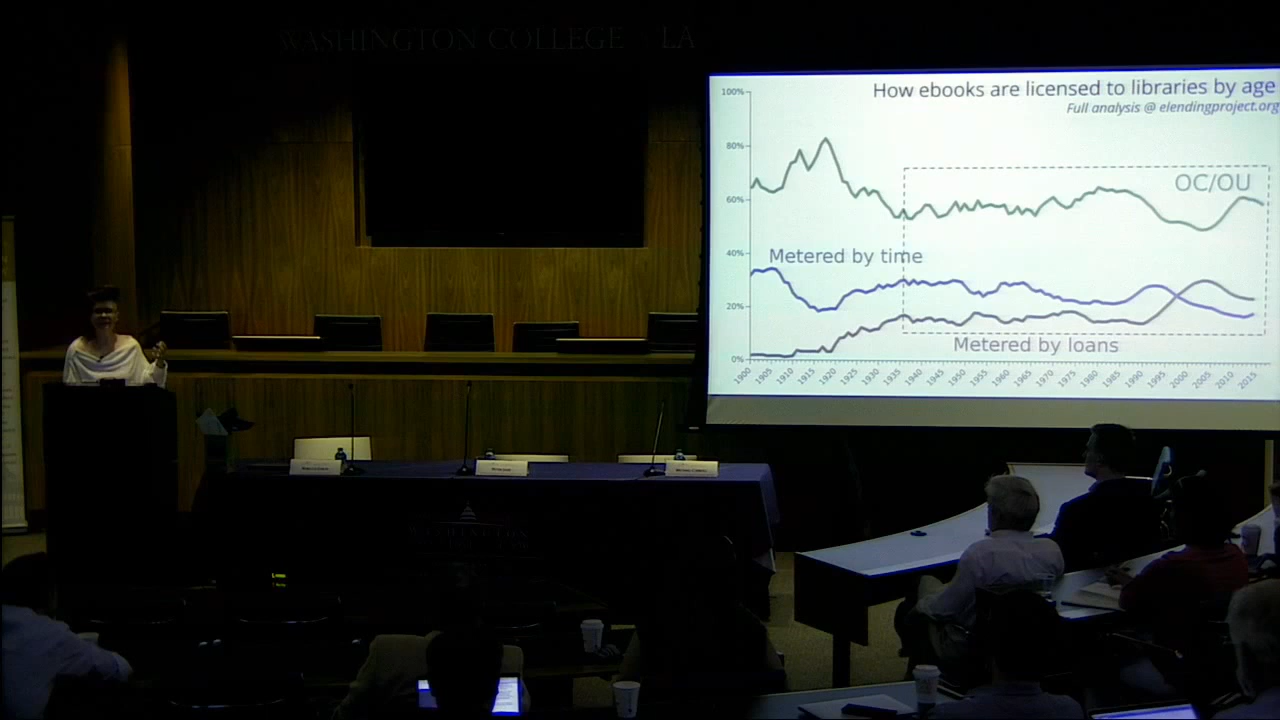 WASHINGTON COLLEGE LA
How ebooks are licensed to libraries by age
Full analysis @ elendingproject.org
100%
80%
60%
40%
20%
0%
OC/OU
Metered by time
Metered by loans
1900 1905 1910 1915 1920 1925 1930 1935 1940 1945 1950 1955 1960 1965 1970 1975 1980 1985 1990 1995 2000 2005 2010 2015
WASHINGTON